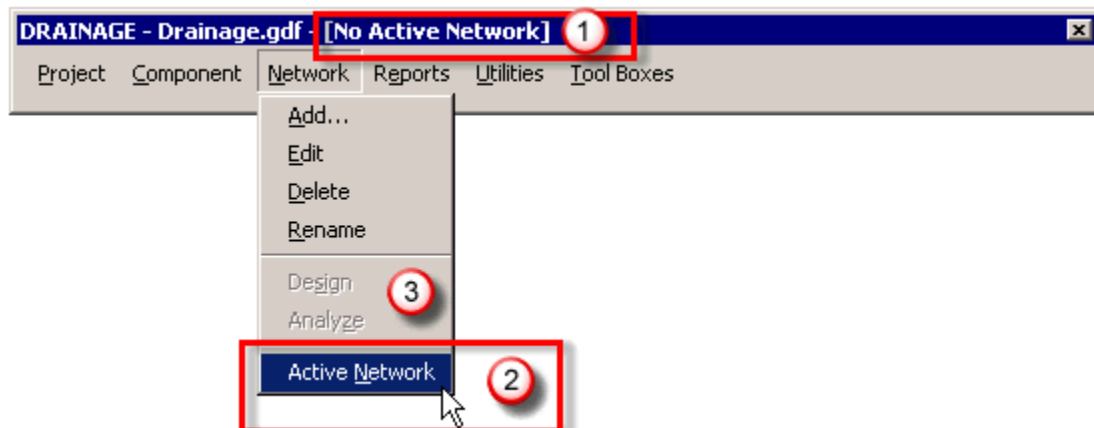 DRAINAGE - Drainage.gdf - [No Active Network] 1
Project Component Network Reports Utilities Tool Boxes
Add...
Edit
Delete
Rename
Design
3
Analyze
Active Network 2